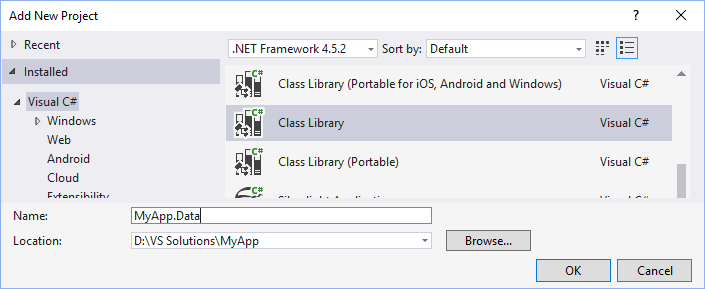 Add New Project
? ×
Recent
.NET Framework 4.5.2 Sort by: Default
Installed
Visual C#
Windows
Web
Android
Cloud
Extensibility
C# Class Library (Portable for iOS, Android and Windows) Visual C#
C# Class Library Visual C#
C# Class Library (Portable) Visual C#
C#
Name: MyApp.Data
Location: D:\VS Solutions\MyApp Browse...
OK Cancel